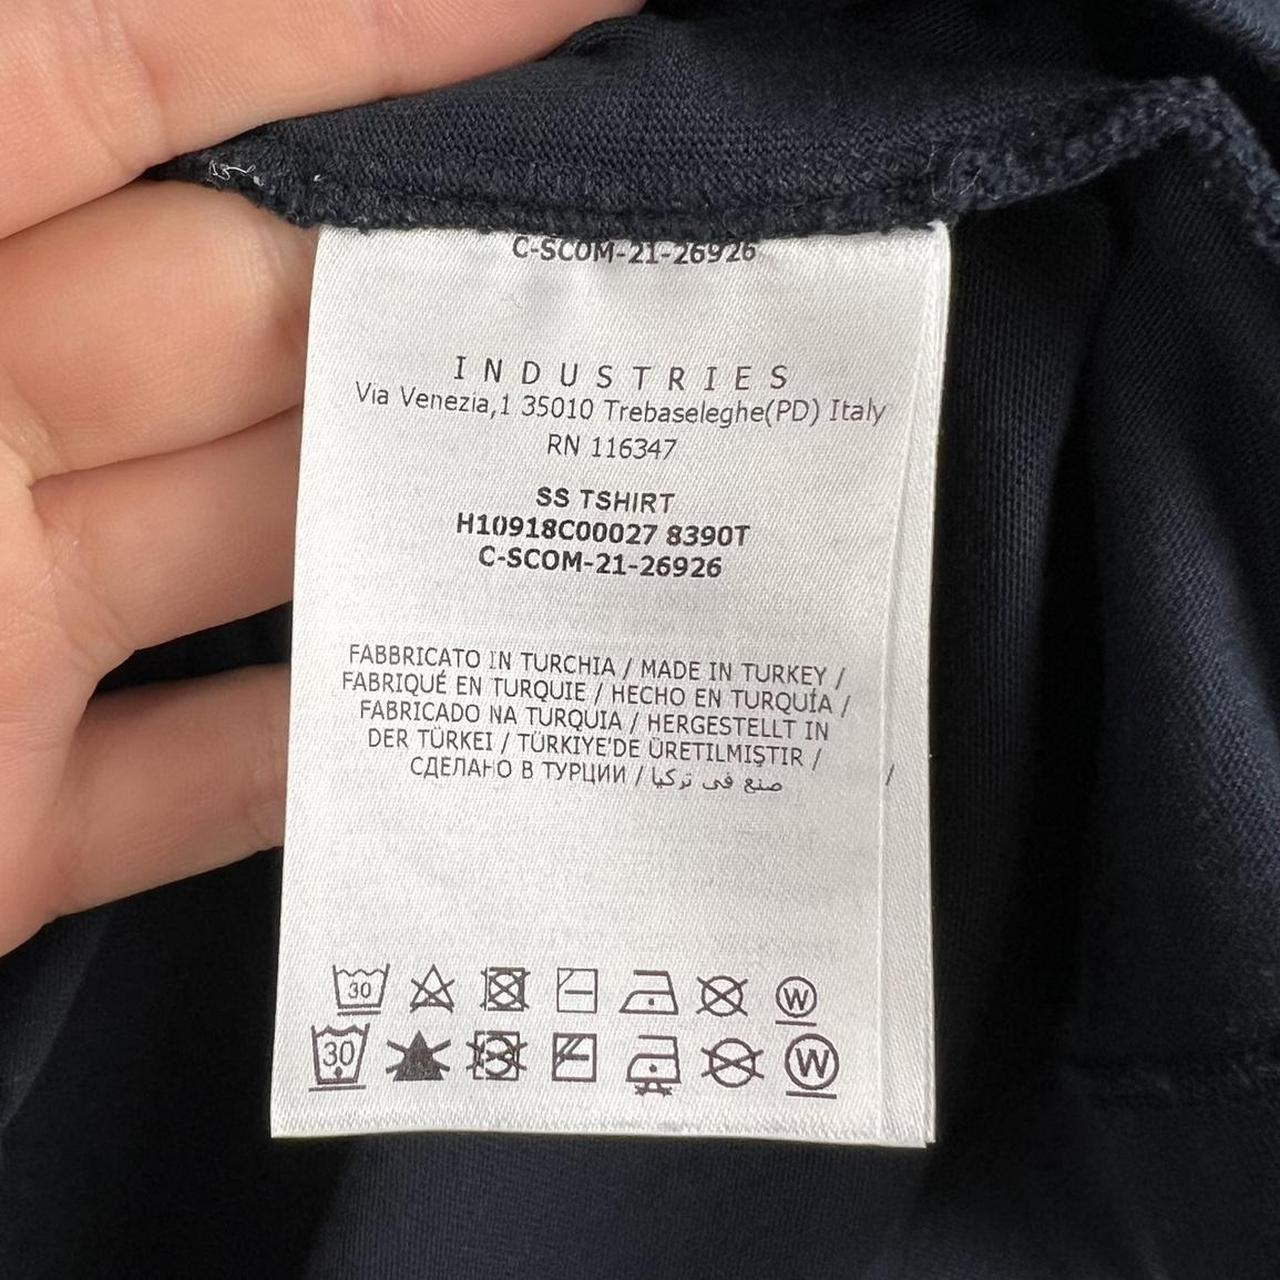 C-SCOM-21-26926
INDUSTRIES
Via Venezia,1 35010 Trebaseleghe(PD) Italy
RN 116347
SS TSHIRT
H10918C00027 8390T
C-SCOM-21-26926
FABBRICATO IN TURCHIA / MADE IN TURKEY /
FABRIQUÉ EN TURQUIE / HECHO EN TURQUÍA /
FABRICADO NA TURQUIA / HERGESTELLT IN
DER TÜRKEI / TÜRKIYE'DE ÜRETILMIŞTIR /
СДЕЛАНО В ТУРЦИИ / صنع في تركيا /
30 W
30 W